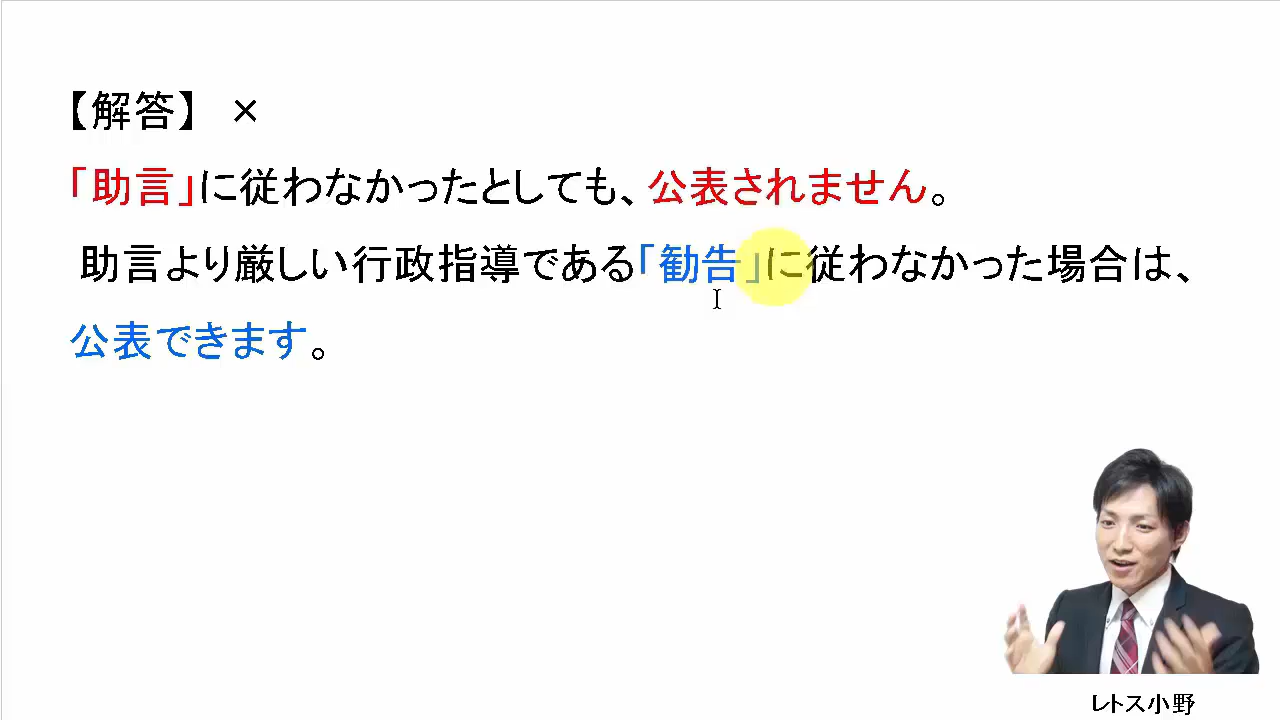 【解答】 ×
「助言」に従わなかったとしても、公表されません。
助言より厳しい行政指導である「勧告」に従わなかった場合は、
公表できます。
レトス小野